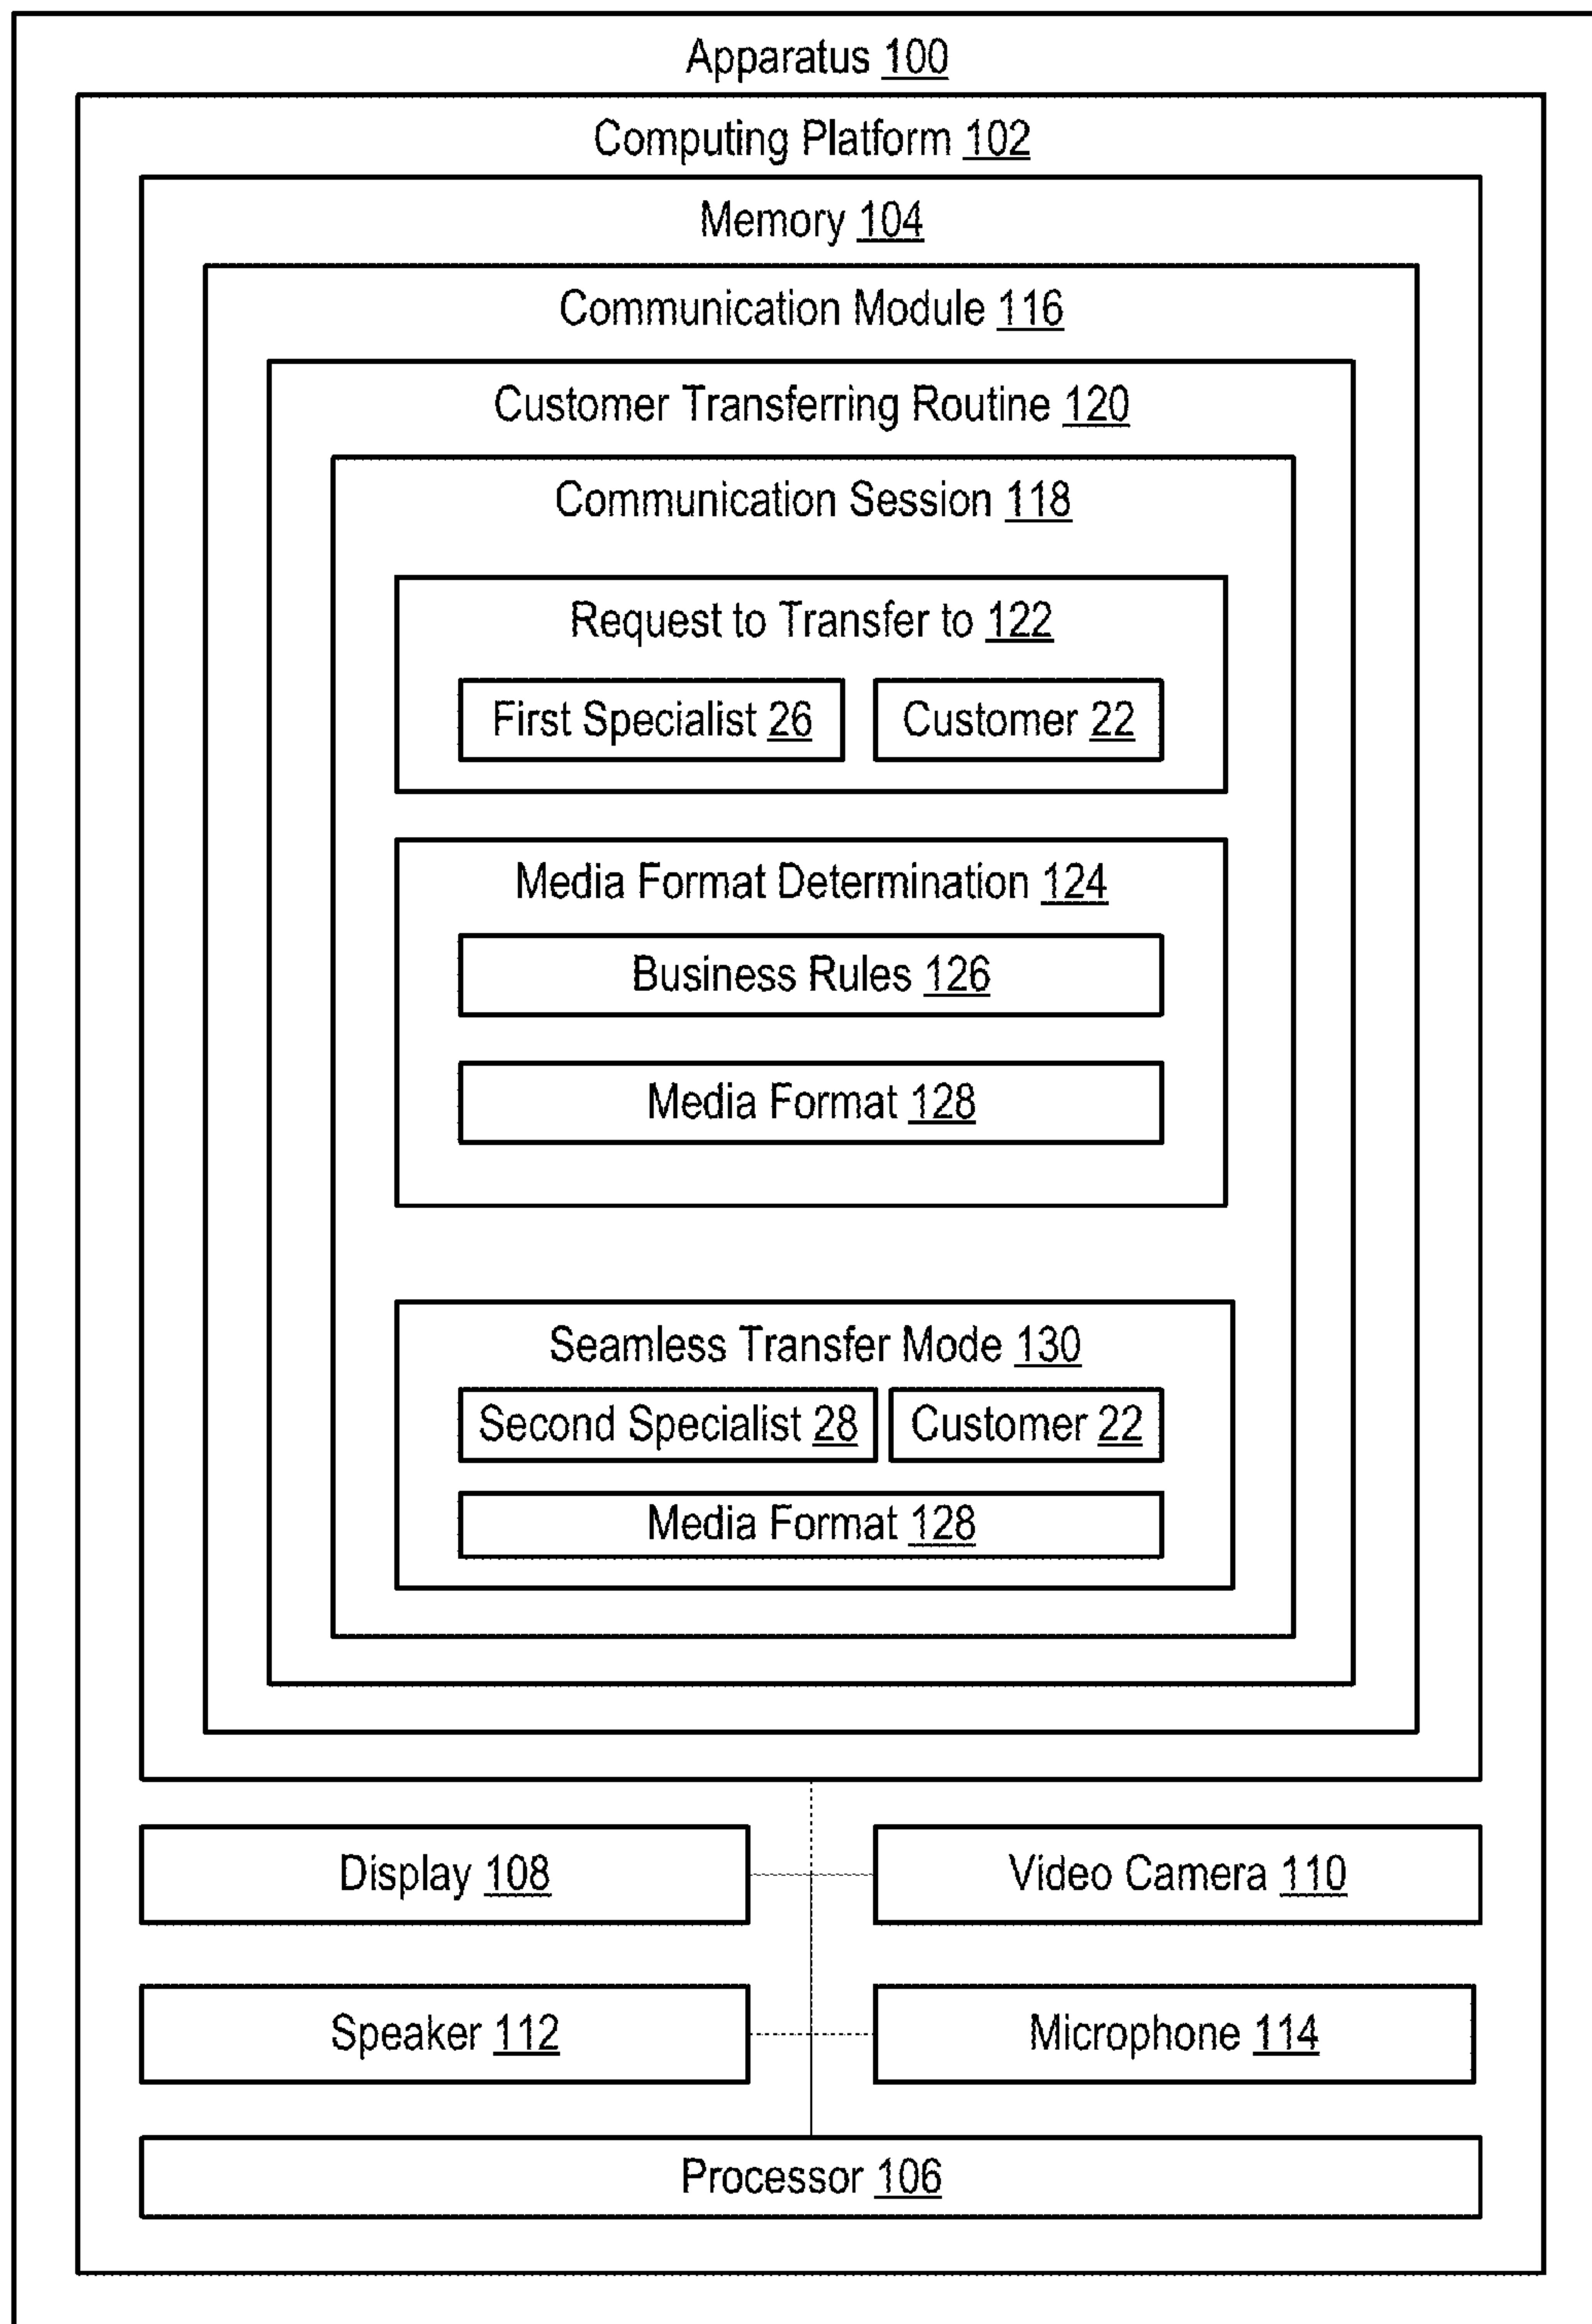 Apparatus 100
Computing Platform 102
Memory 104
Communication Module 116
Customer Transferring Routine 120
Communication Session 118
Request to Transfer to 122
First Specialist 26
Customer 22
Media Format Determination 124
Business Rules 126
Media Format 128
Seamless Transfer Mode 130
Second Specialist 28
Customer 22
Media Format 128
Display 108
Video Camera 110
Speaker 112
Microphone 114
Processor 106